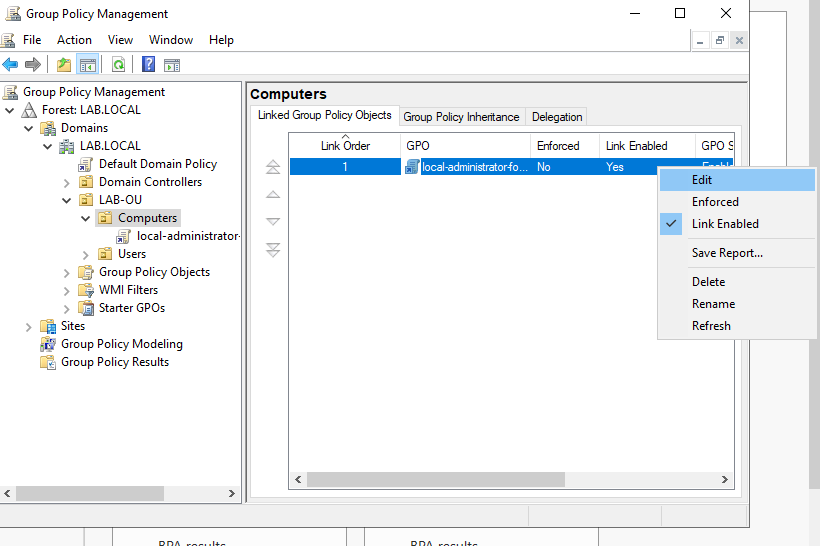 Group Policy Management
File Action View Window Help
Group Policy Management
Forest: LAB.LOCAL
Domains
LAB.LOCAL
Default Domain Policy
Domain Controllers
LAB-OU
Computers
local-administrator-
Users
Group Policy Objects
WMI Filters
Starter GPOs
Sites
Group Policy Modeling
Group Policy Results
Computers
Linked Group Policy Objects Group Policy Inheritance Delegation
Link Order GPO Enforced Link Enabled GPO S
1 local-administrator-fo... No Yes
Edit
Enforced
Link Enabled
Save Report...
Delete
Rename
Refresh
BPA results BPA results